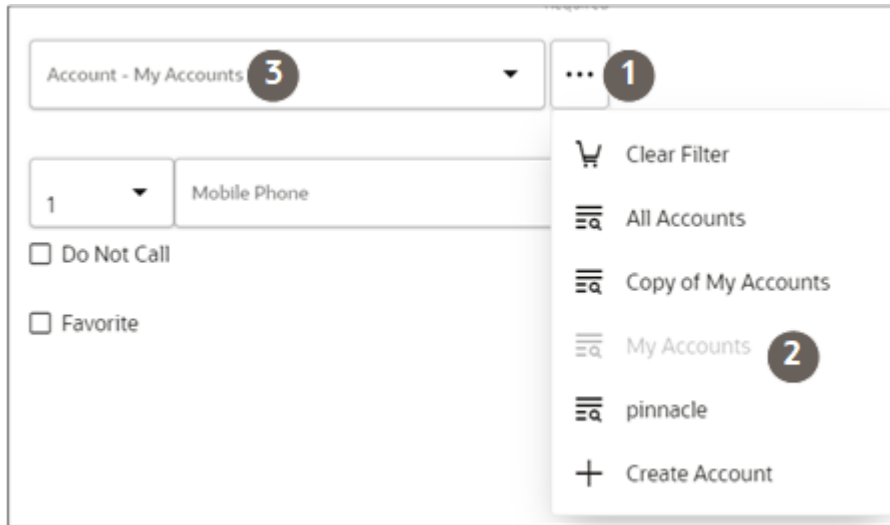 Account - My Accounts 3
... 1
Clear Filter
1 Mobile Phone
All Accounts
Do Not Call
Copy of My Accounts
Favorite
My Accounts 2
pinnacle
Create Account